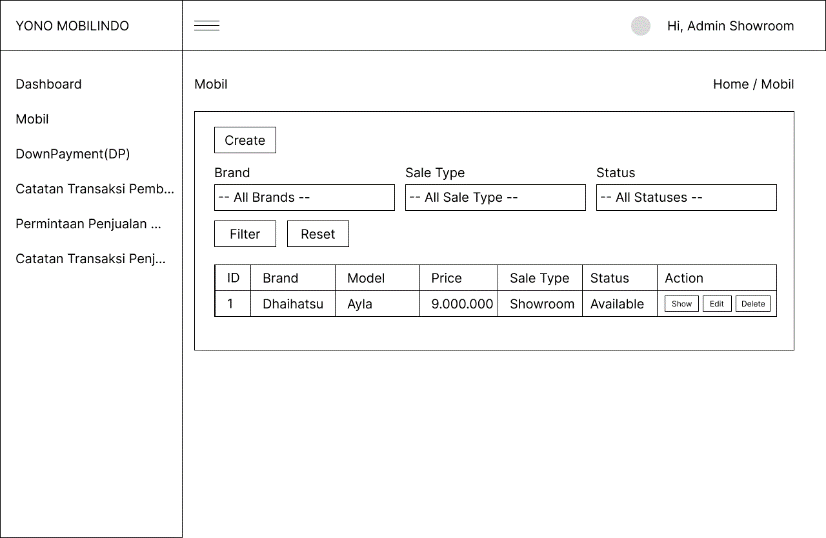 YONO MOBILINDO
Hi, Admin Showroom
Dashboard
Mobil
DownPayment(DP)
Catatan Transaksi Pemb...
Permintaan Penjualan ...
Catatan Transaksi Penj...
Mobil
Home / Mobil
Create
Brand Sale Type Status
-- All Brands -- -- All Sale Type -- -- All Statuses --
Filter Reset
ID Brand Model Price Sale Type Status Action
1 Dhaihatsu Ayla 9.000.000 Showroom Available Show Edit Delete